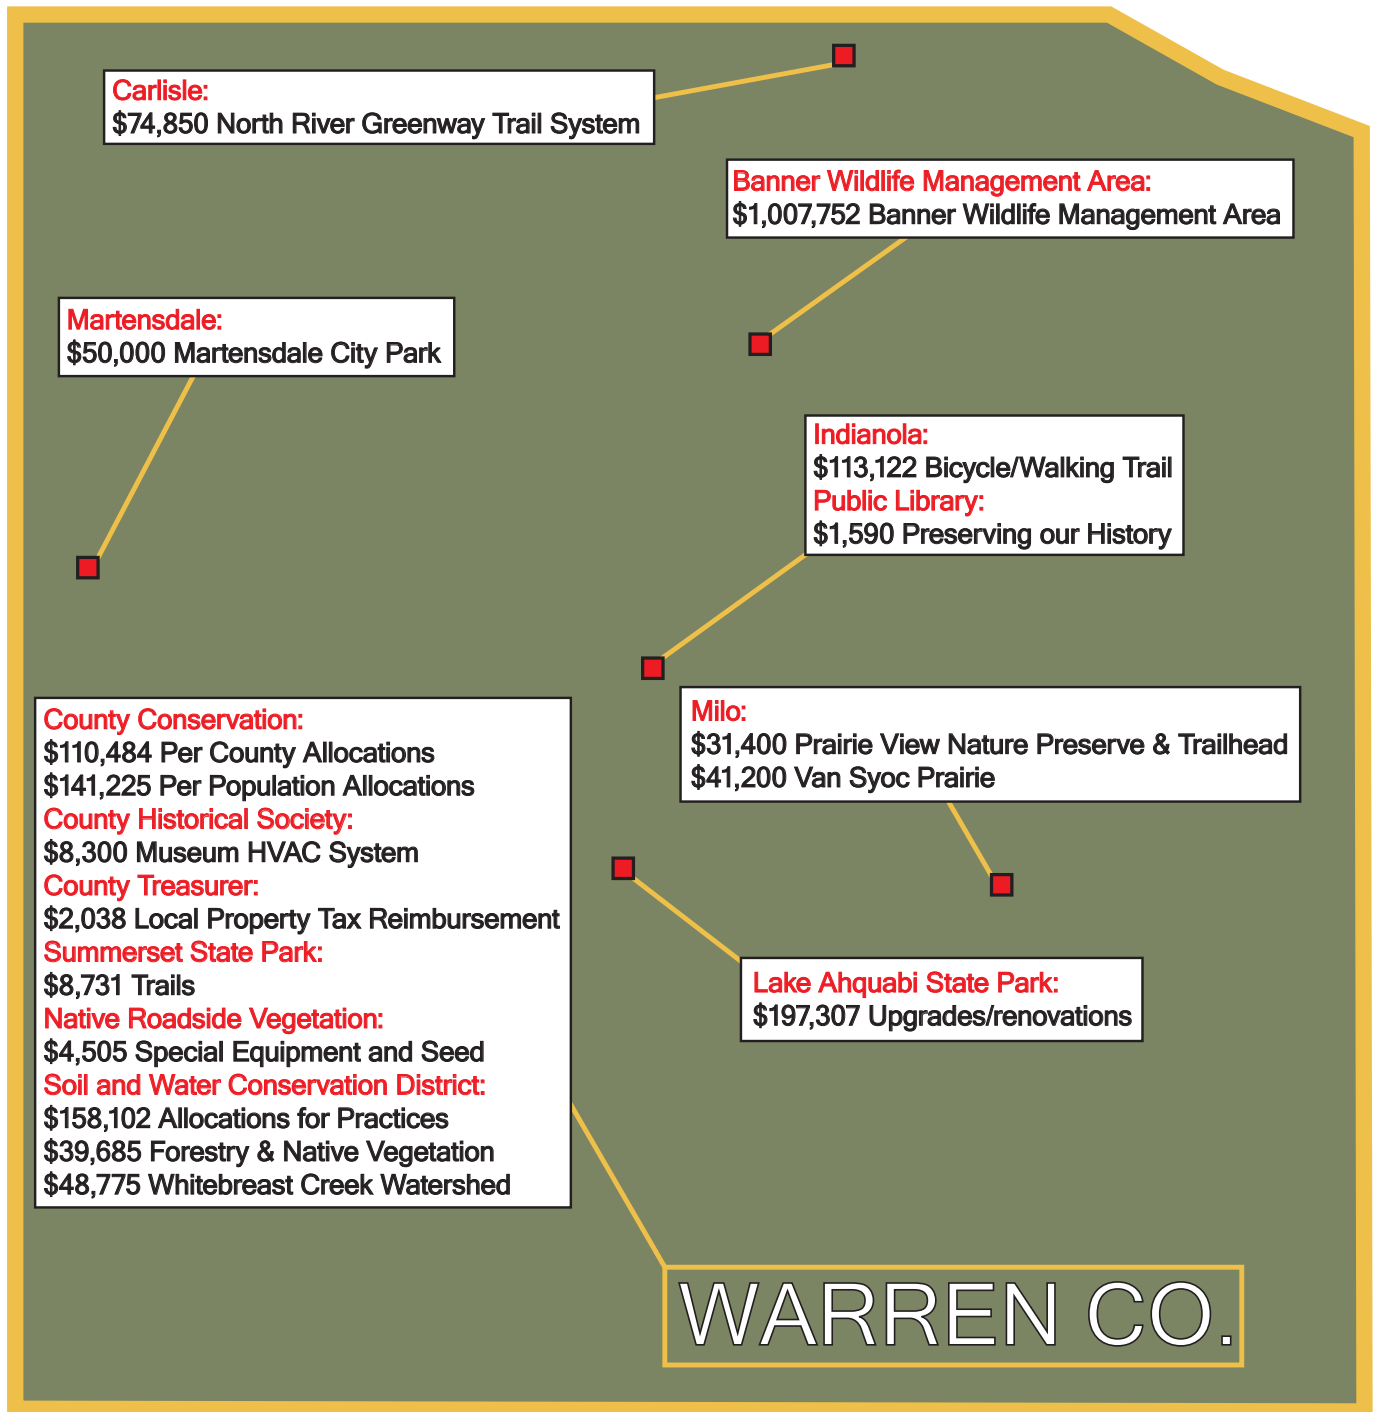 Carlisle:
$74,850 North River Greenway Trail System
Banner Wildlife Management Area:
$1,007,752 Banner Wildlife Management Area
Martensdale:
$50,000 Martensdale City Park
Indianola:
$113,122 Bicycle/Walking Trail
Public Library:
$1,590 Preserving our History
Milo:
$31,400 Prairie View Nature Preserve & Trailhead
$41,200 Van Syoc Prairie
County Conservation:
$110,484 Per County Allocations
$141,225 Per Population Allocations
County Historical Society:
$8,300 Museum HVAC System
County Treasurer:
$2,038 Local Property Tax Reimbursement
Summerset State Park:
$8,731 Trails
Native Roadside Vegetation:
$4,505 Special Equipment and Seed
Soil and Water Conservation District:
$158,102 Allocations for Practices
$39,685 Forestry & Native Vegetation
$48,775 Whitebreast Creek Watershed
Lake Ahquabi State Park:
$197,307 Upgrades/renovations
WARREN CO.